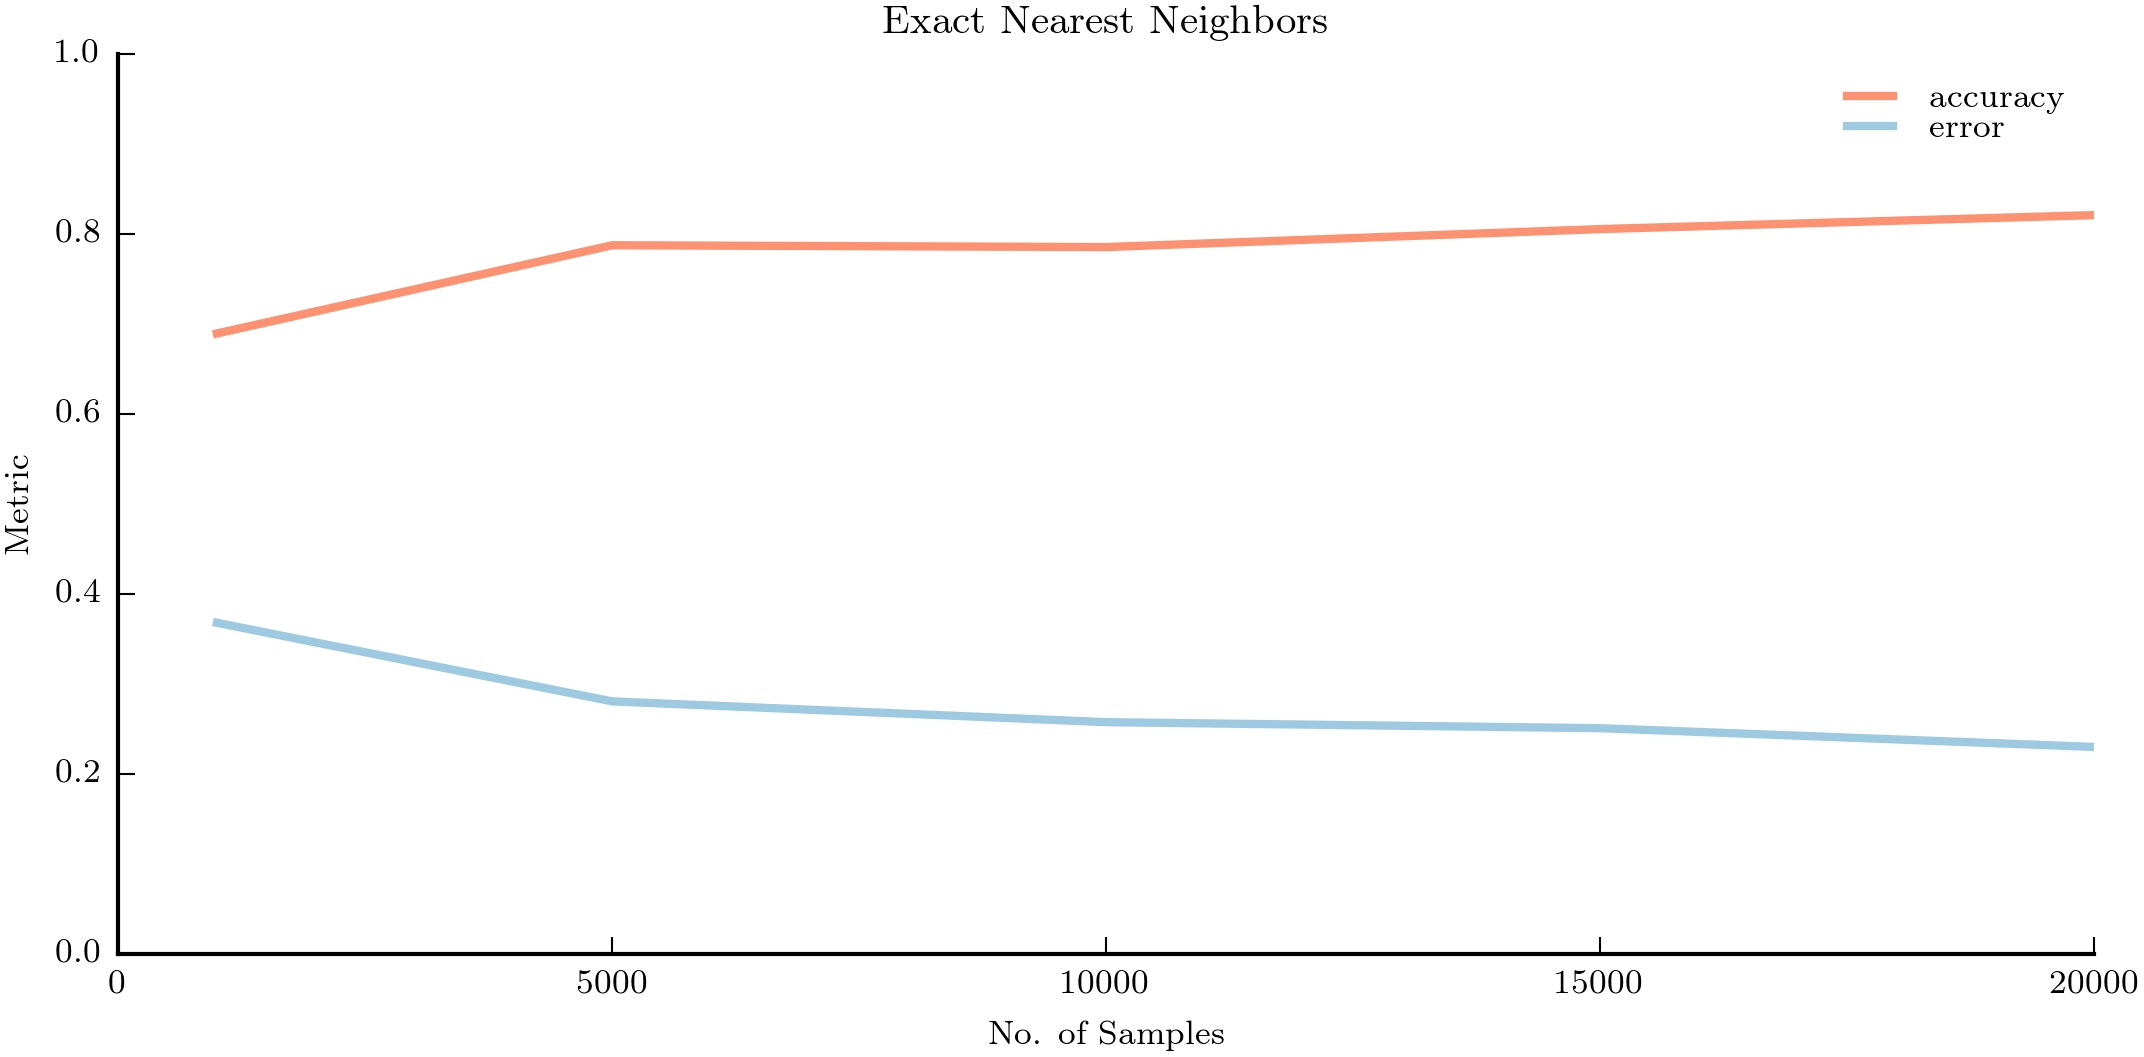 Exact Nearest Neighbors
1.0
accuracy
error
0.8
0.6
Metric
0.4
0.2
0.0
0 5000 10000 15000 20000
No. of Samples